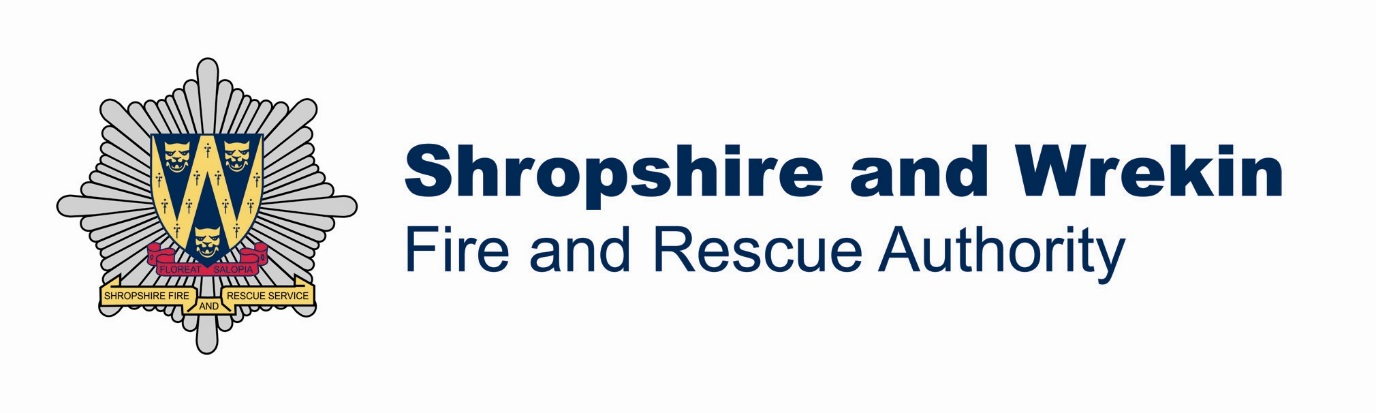 FLOREAT SALOPIA
SHROPSHIRE FIRE AND RESCUE SERVICE
Shropshire and Wrekin
Fire and Rescue Authority